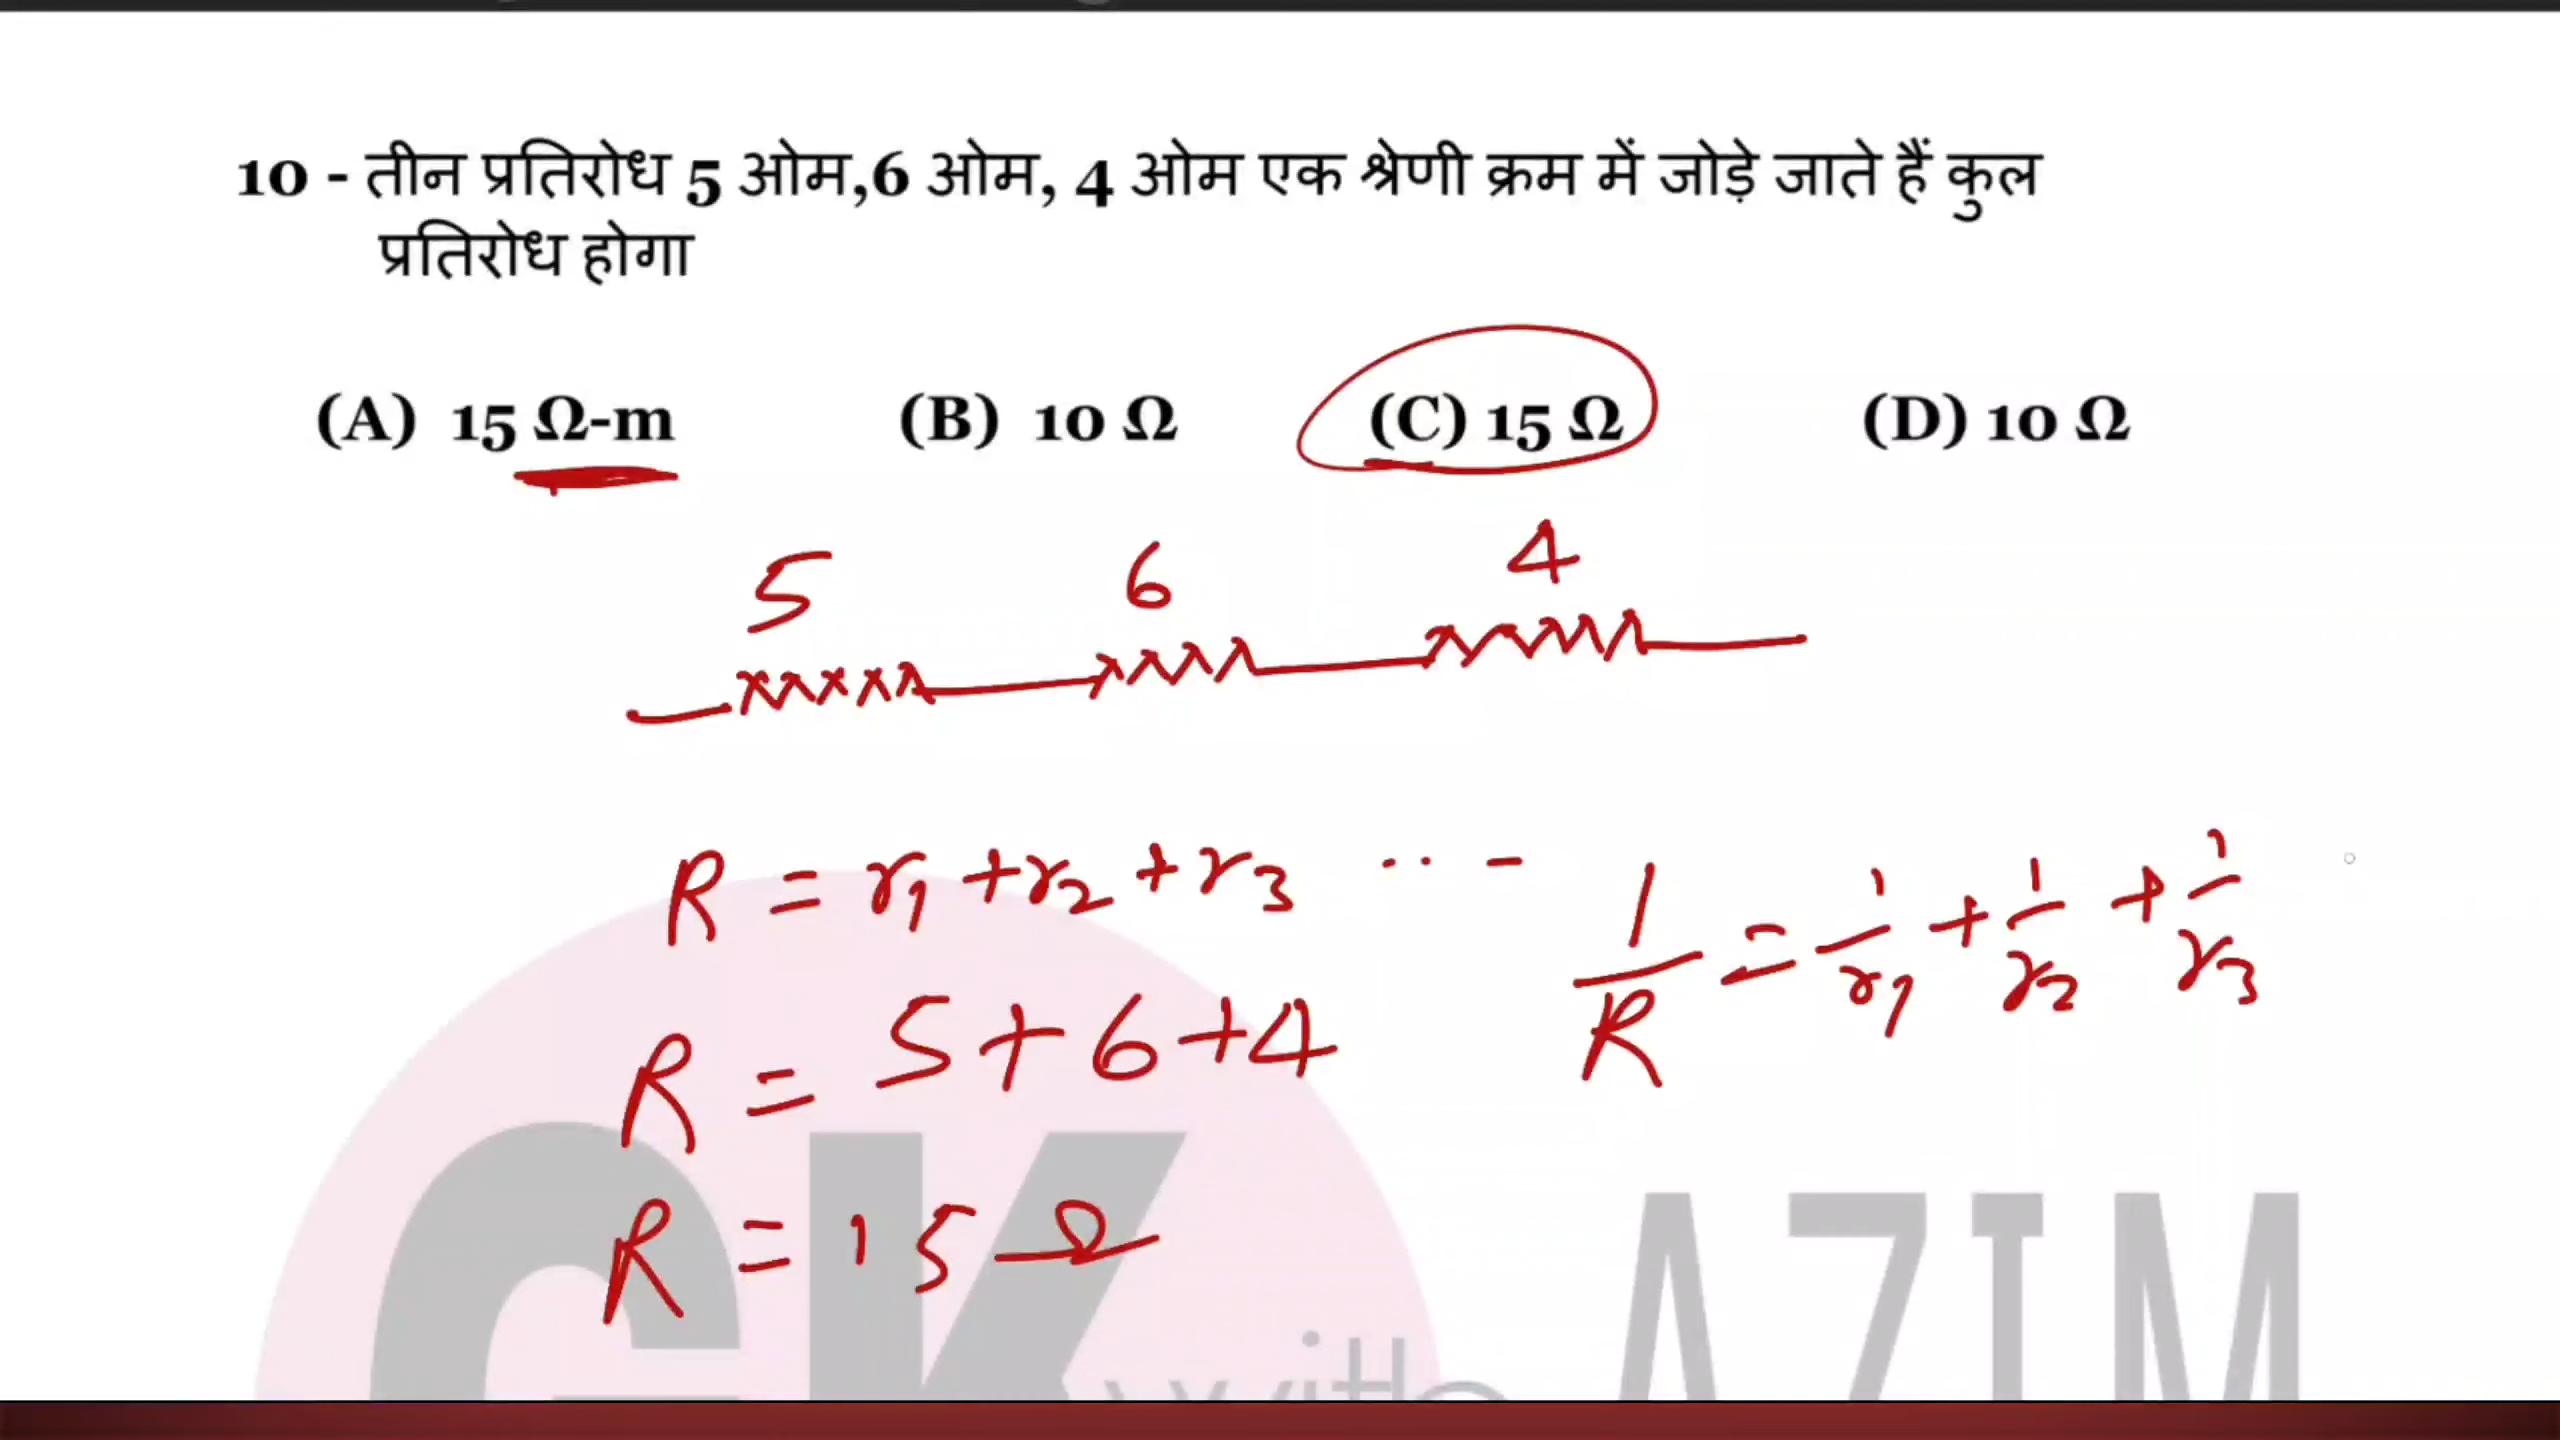 10 - तीन प्रतिरोध 5 ओम,6 ओम, 4 ओम एक श्रेणी क्रम में जोड़े जाते हैं कुल
प्रतिरोध होगा
(A) 15 Ω-m (B) 10 Ω (C) 15 Ω (D) 10 Ω
5 6 4
R = r1 + r2 + r3 ... -
1/R = 1/r1 + 1/r2 + 1/r3
R = 5 + 6 + 4
R = 15 Ω
GK with AZIM